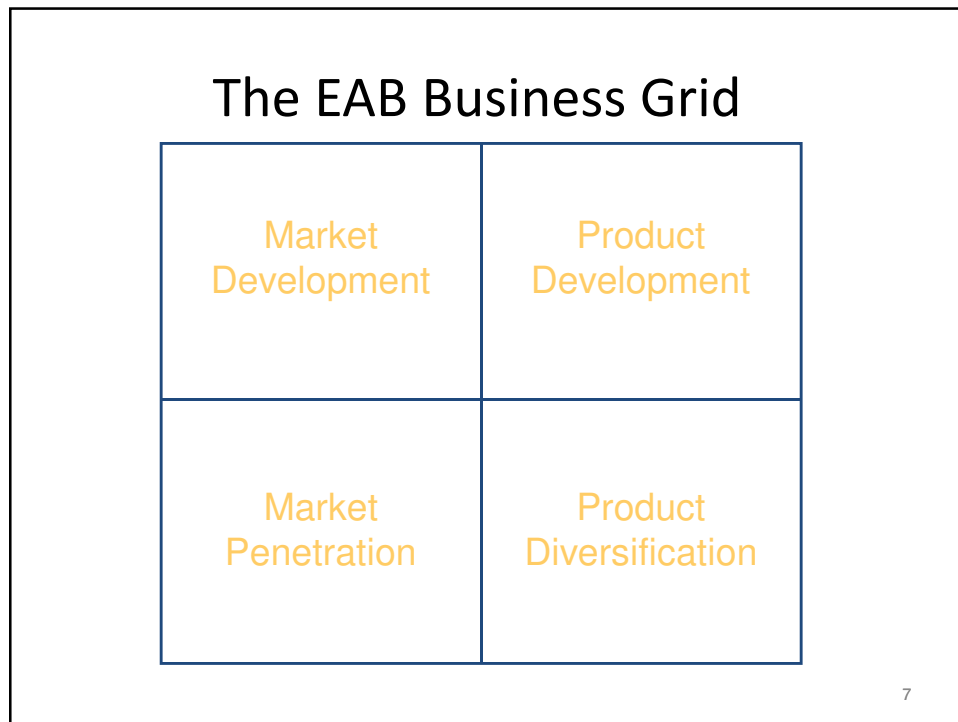 The EAB Business Grid
Market
Development
Product
Development
Market
Penetration
Product
Diversification
7